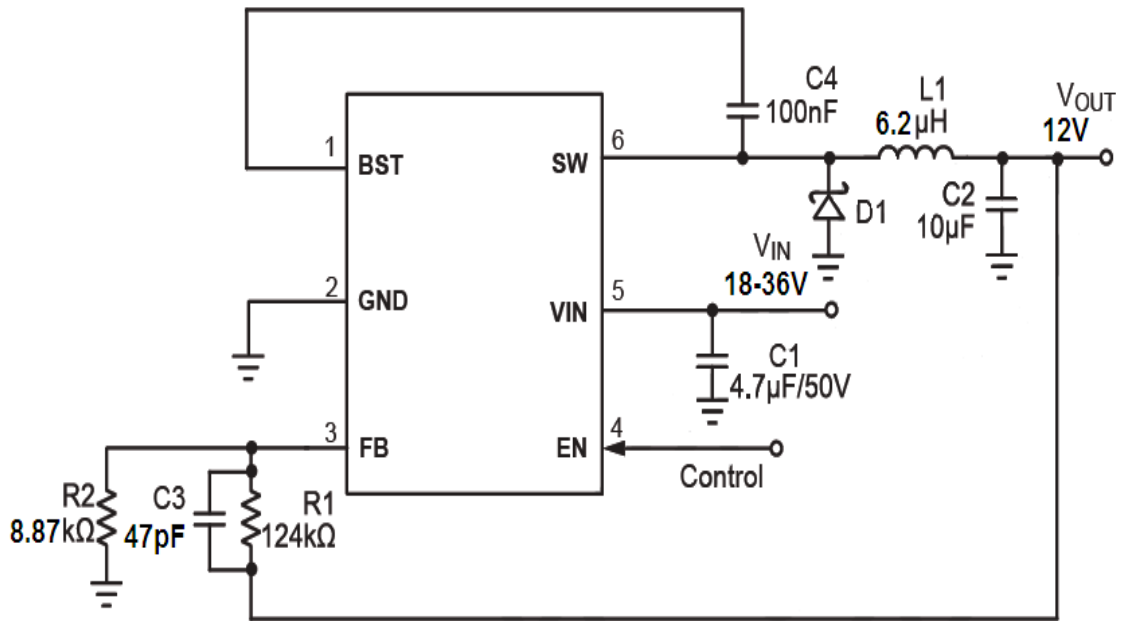 C4
100nF
L1
6.2μH
VOUT
12V
1
BST
SW
6
D1
C2
10μF
VIN
18-36V
2
GND
VIN
5
C1
4.7μF/50V
3
FB
EN
4
Control
R2
8.87kΩ
C3
47pF
R1
124kΩ